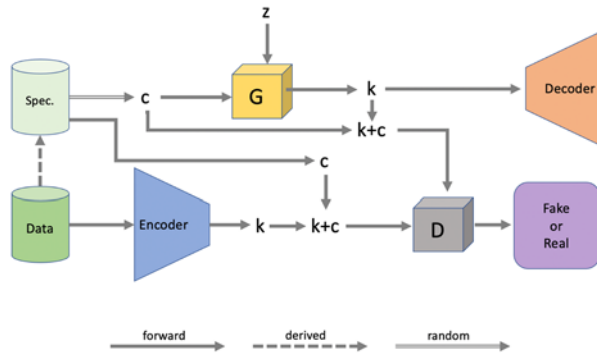 z
Spec.
c
G
k
Decoder
k+c
c
Data
Encoder
k
k+c
D
Fake
or
Real
forward
derived
random